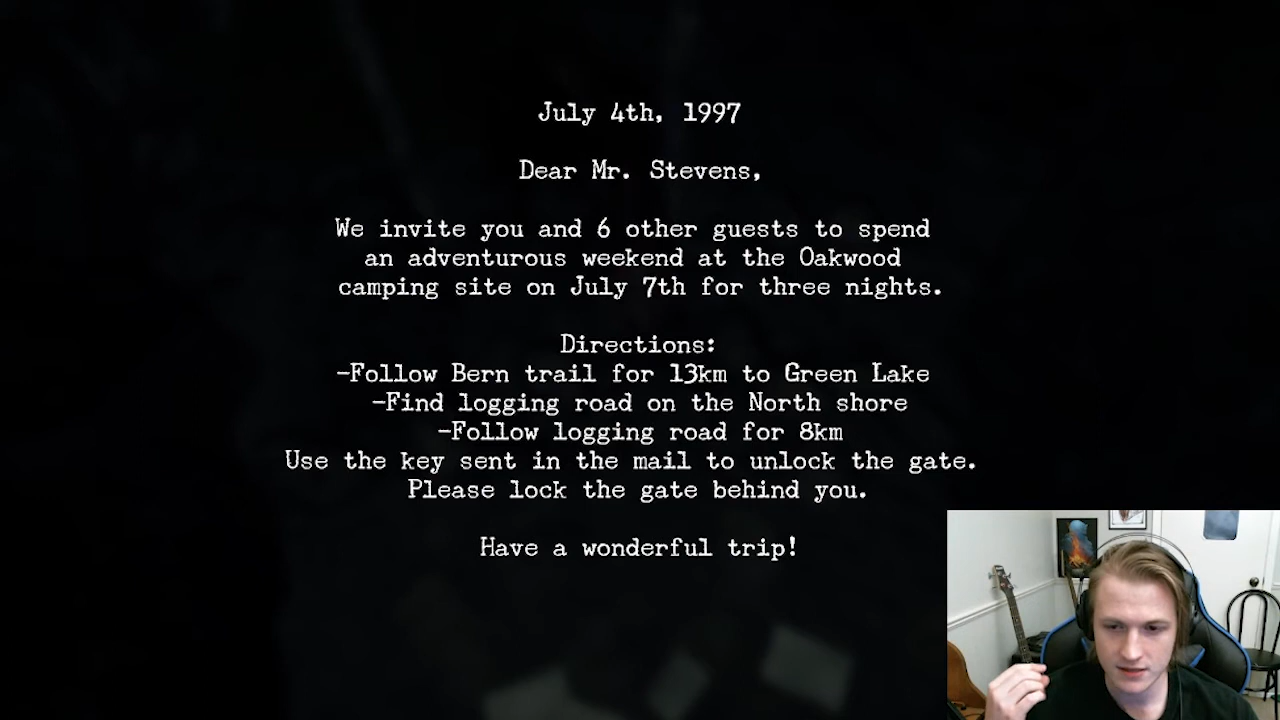 July 4th, 1997
Dear Mr. Stevens,
We invite you and 6 other guests to spend
an adventurous weekend at the Oakwood
camping site on July 7th for three nights.
Directions:
-Follow Bern trail for 13km to Green Lake
-Find logging road on the North shore
-Follow logging road for 8km
Use the key sent in the mail to unlock the gate.
Please lock the gate behind you.
Have a wonderful trip!